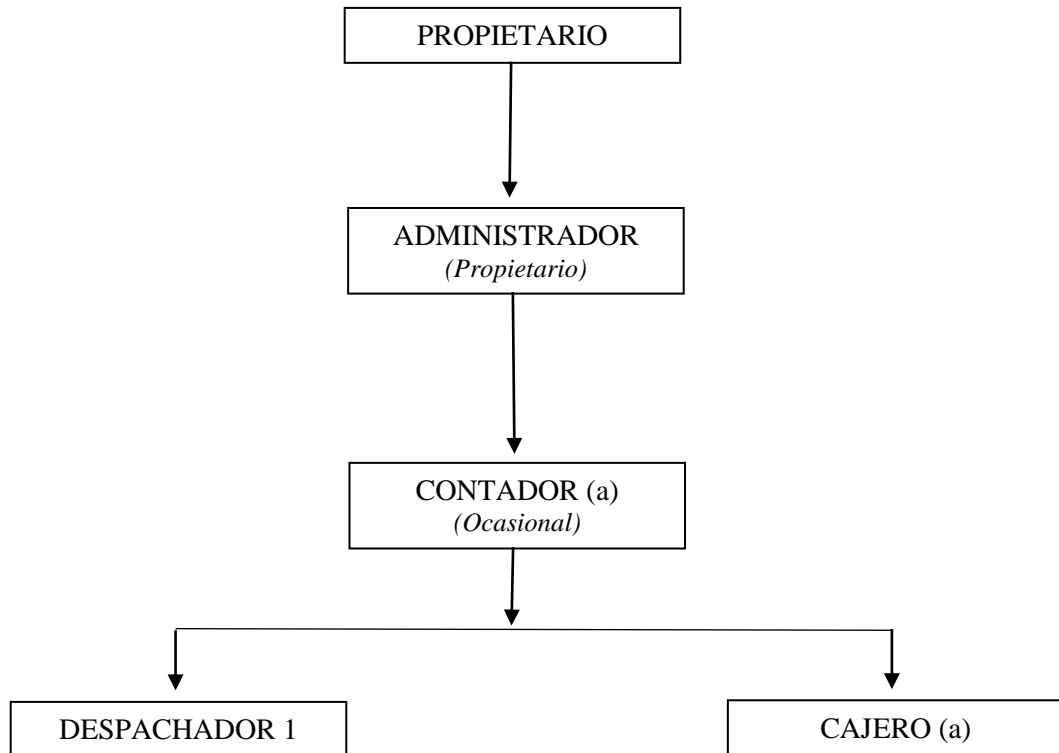 PROPIETARIO
ADMINISTRADOR
(Propietario)
CONTADOR (a)
(Ocasional)
DESPACHADOR 1
CAJERO (a)